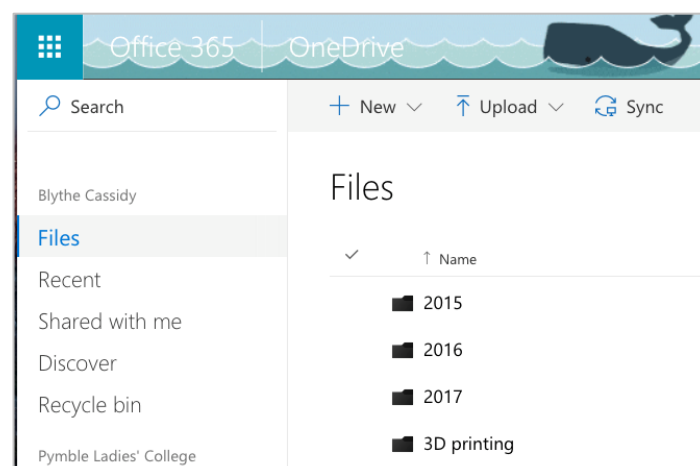 Office 365 OneDrive
Search
New Upload Sync
Blythe Cassidy
Files
Recent
Shared with me
Discover
Recycle bin
Pymble Ladies' College
Files
Name
2015
2016
2017
3D printing